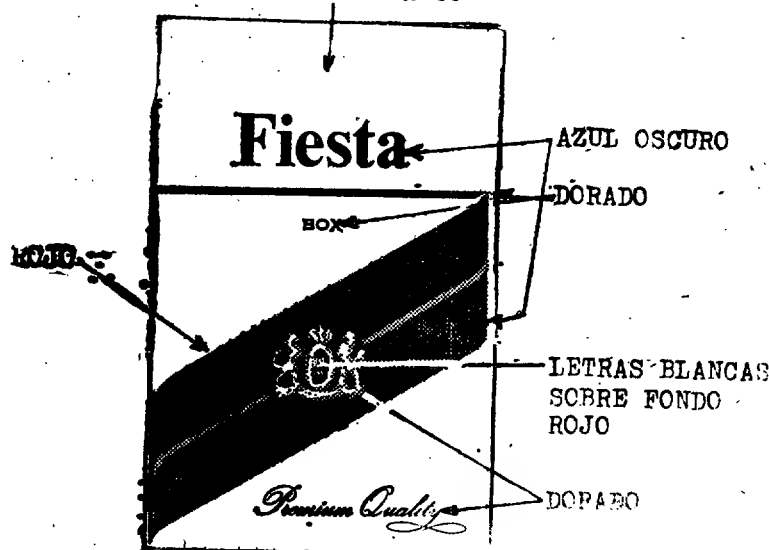 Fiesta
AZUL OSCURO
DORADO
BOX
ROJO
LETRAS BLANCAS
SOBRE FONDO
ROJO
Premium Quality
DORADO